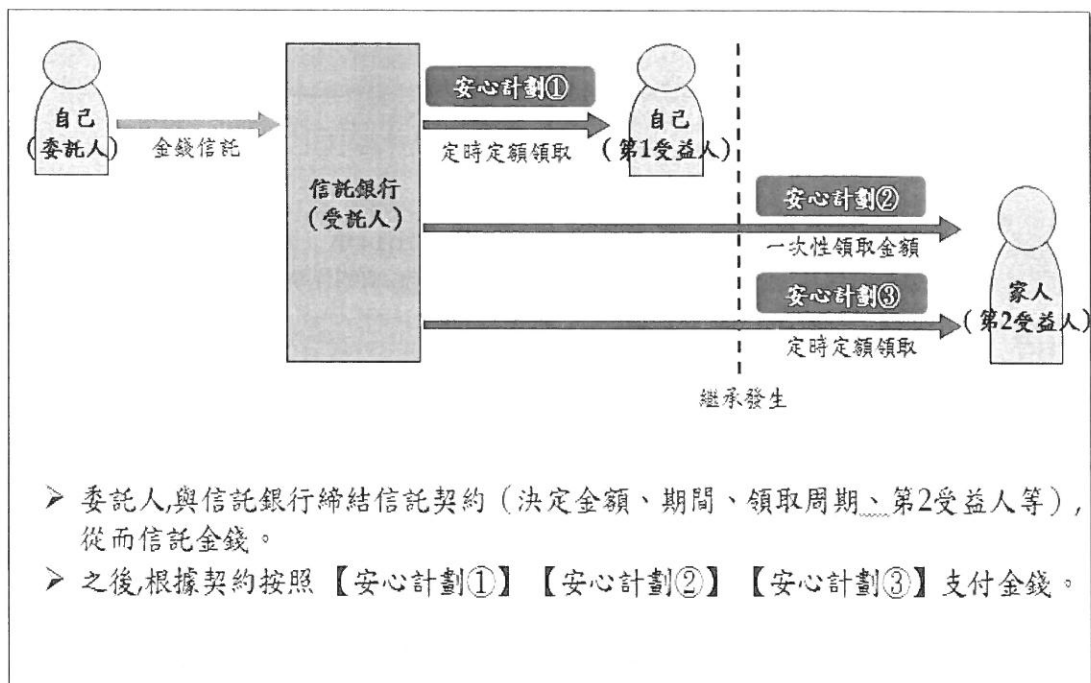 安心計劃①
自己
(委託人)
金錢信託
定時定額領取
自己
(第1受益人)
信託銀行
(受託人)
安心計劃②
一次性領取金額
安心計劃③
家人
(第2受益人)
定時定額領取
繼承發生
➢ 委託人,與信託銀行締結信託契約（決定金額、期間、領取周期、第2受益人等）,
從而信託金錢。
➢ 之後,根據契約按照【安心計劃①】【安心計劃②】【安心計劃③】支付金錢。